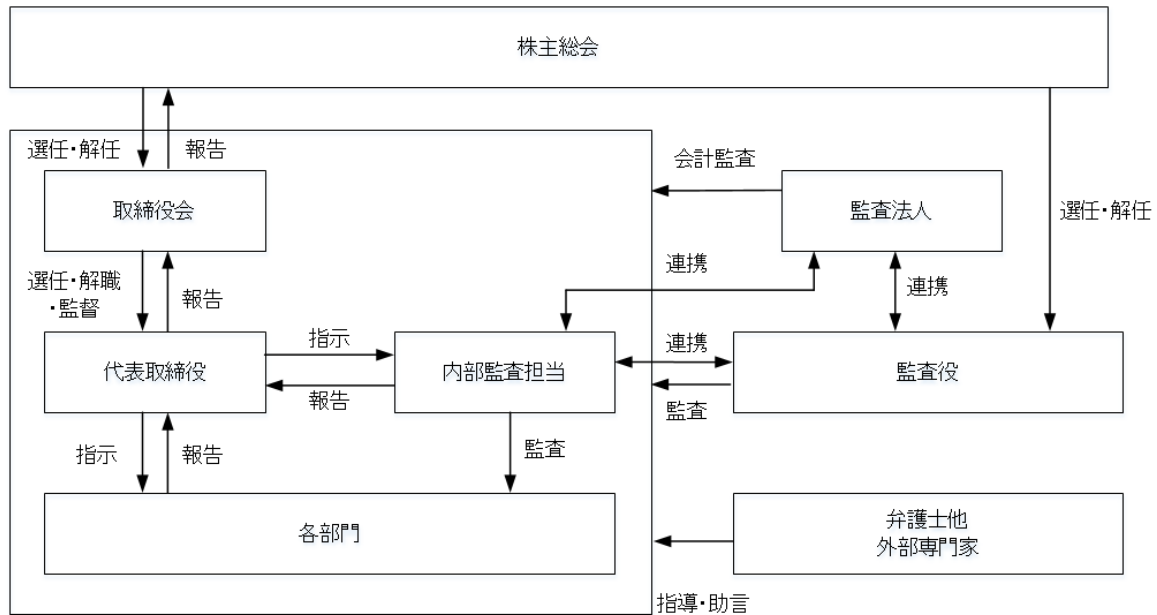 株主総会
選任・解任
報告
会計監査
取締役会
監査法人
選任・解任
選任・解職
・監督
報告
連携
連携
指示
連携
代表取締役
内部監査担当
監査役
報告
監査
指示
報告
監査
各部門
弁護士他
外部専門家
指導・助言